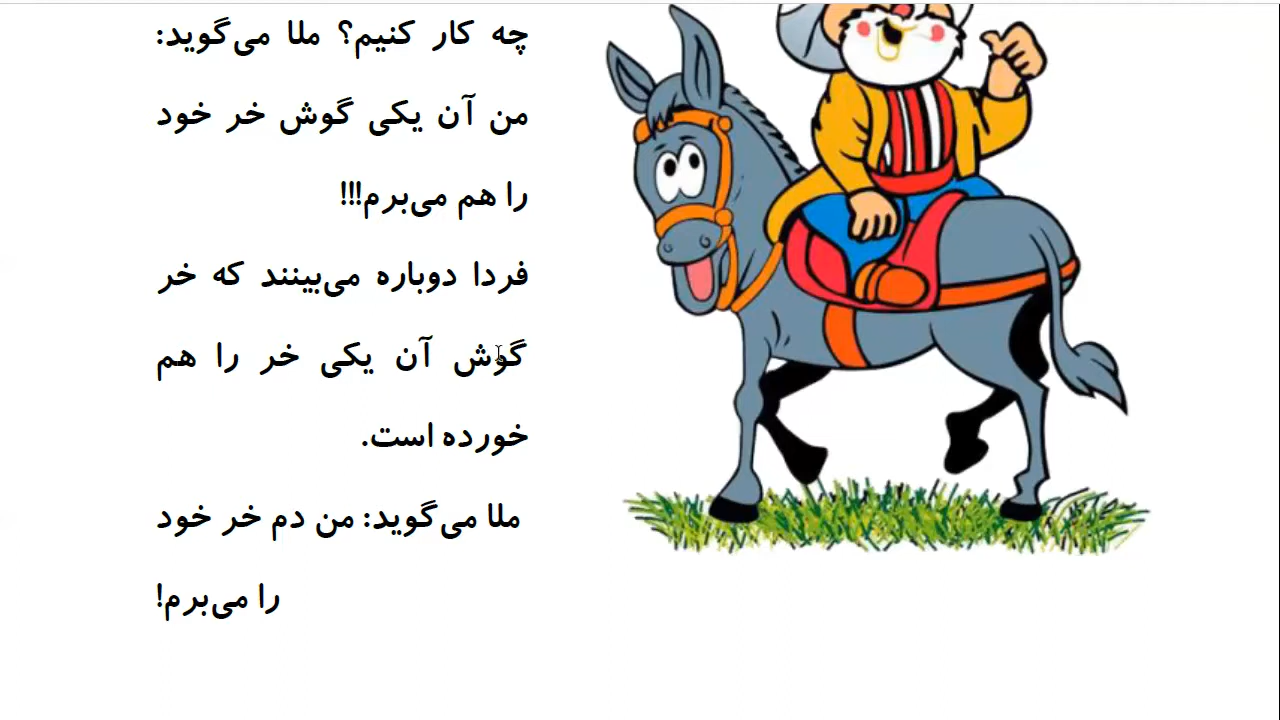 چه کار کنیم؟ ملا می‌گوید:
من آن یکی گوش خر خود
را هم می‌برم!!!
فردا دوباره می‌بینند که خر
گوش آن یکی خر را هم
خورده است.
ملا می‌گوید: من دم خر خود
را می‌برم!